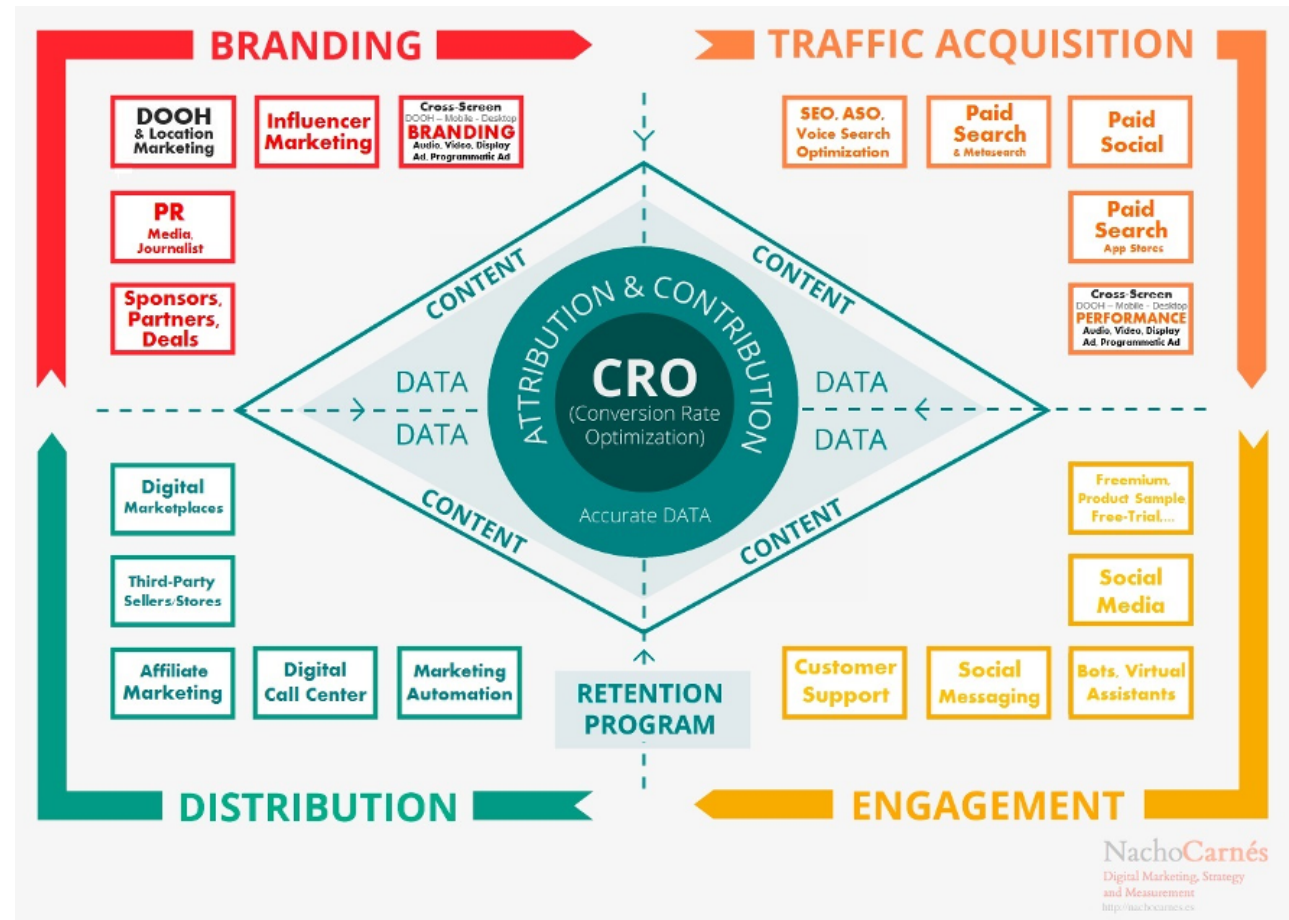 BRANDING
TRAFFIC ACQUISITION
DOOH
& Location
Marketing
Influencer
Marketing
Cross-Screen
DOOH – Mobile - Desktop
BRANDING
Audio, Video, Display
Ad, Programmatic Ad
SEO, ASO,
Voice Search
Optimization
Paid
Search
& Metasearch
Paid
Social
PR
Media,
Journalist
Paid
Search
App Stores
Sponsors,
Partners,
Deals
Cross-Screen
DOOH – Mobile - Desktop
PERFORMANCE
Audio, Video, Display
Ad, Programmatic Ad
CONTENT
CONTENT
ATTRIBUTION & CONTRIBUTION
CRO
(Conversion Rate
Optimization)
Accurate DATA
DATA
DATA
DATA
DATA
CONTENT
CONTENT
Digital
Marketplaces
Third-Party
Sellers/Stores
Affiliate
Marketing
Digital
Call Center
Marketing
Automation
RETENTION
PROGRAM
Freemium,
Product Sample
Free-Trial,...
Social
Media
Customer
Support
Social
Messaging
Bots, Virtual
Assistants
DISTRIBUTION
ENGAGEMENT
NachoCarnés
Digital Marketing, Strategy
and Measurement
http://nachocarnes.es